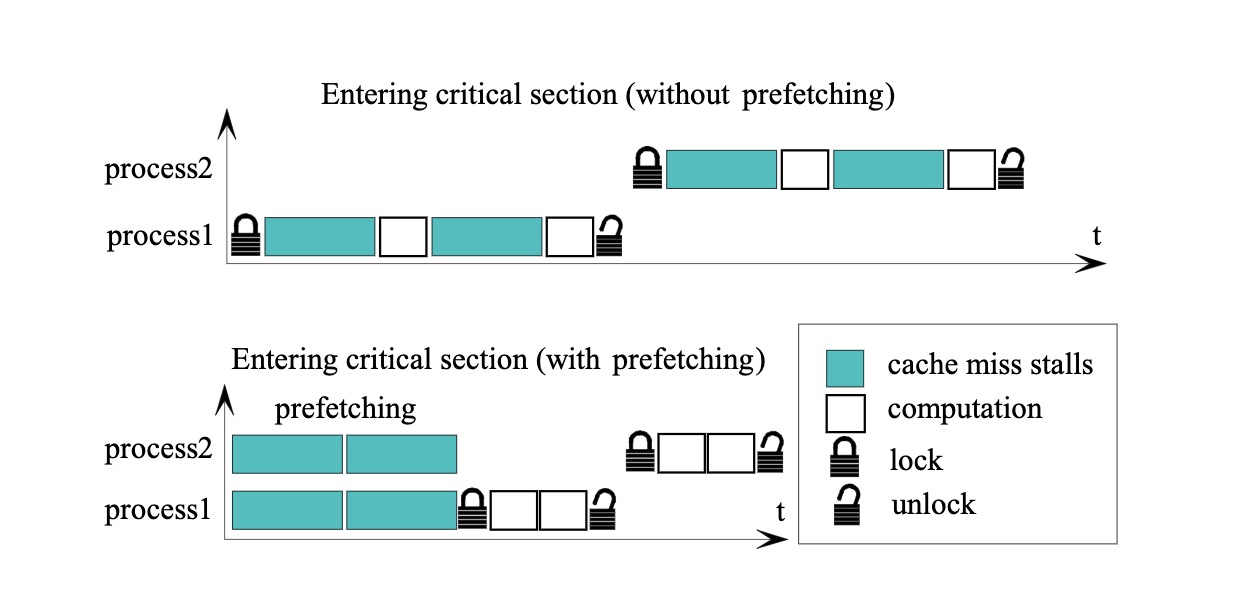 Entering critical section (without prefetching)
process2
process1
t
Entering critical section (with prefetching)
prefetching
process2
process1
t
cache miss stalls
computation
lock
unlock